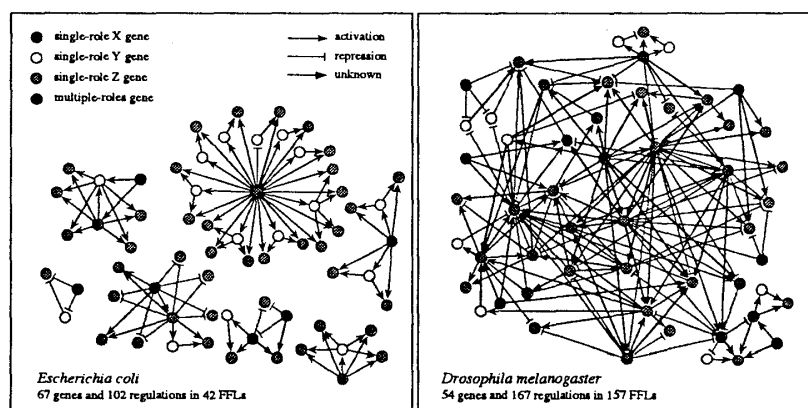 single-role X gene
single-role Y gene
single-role Z gene
multiple-roles gene
activation
repression
unknown
Escherichia coli
67 genes and 102 regulations in 42 FFLs
Drosophila melanogaster
54 genes and 167 regulations in 157 FFLs